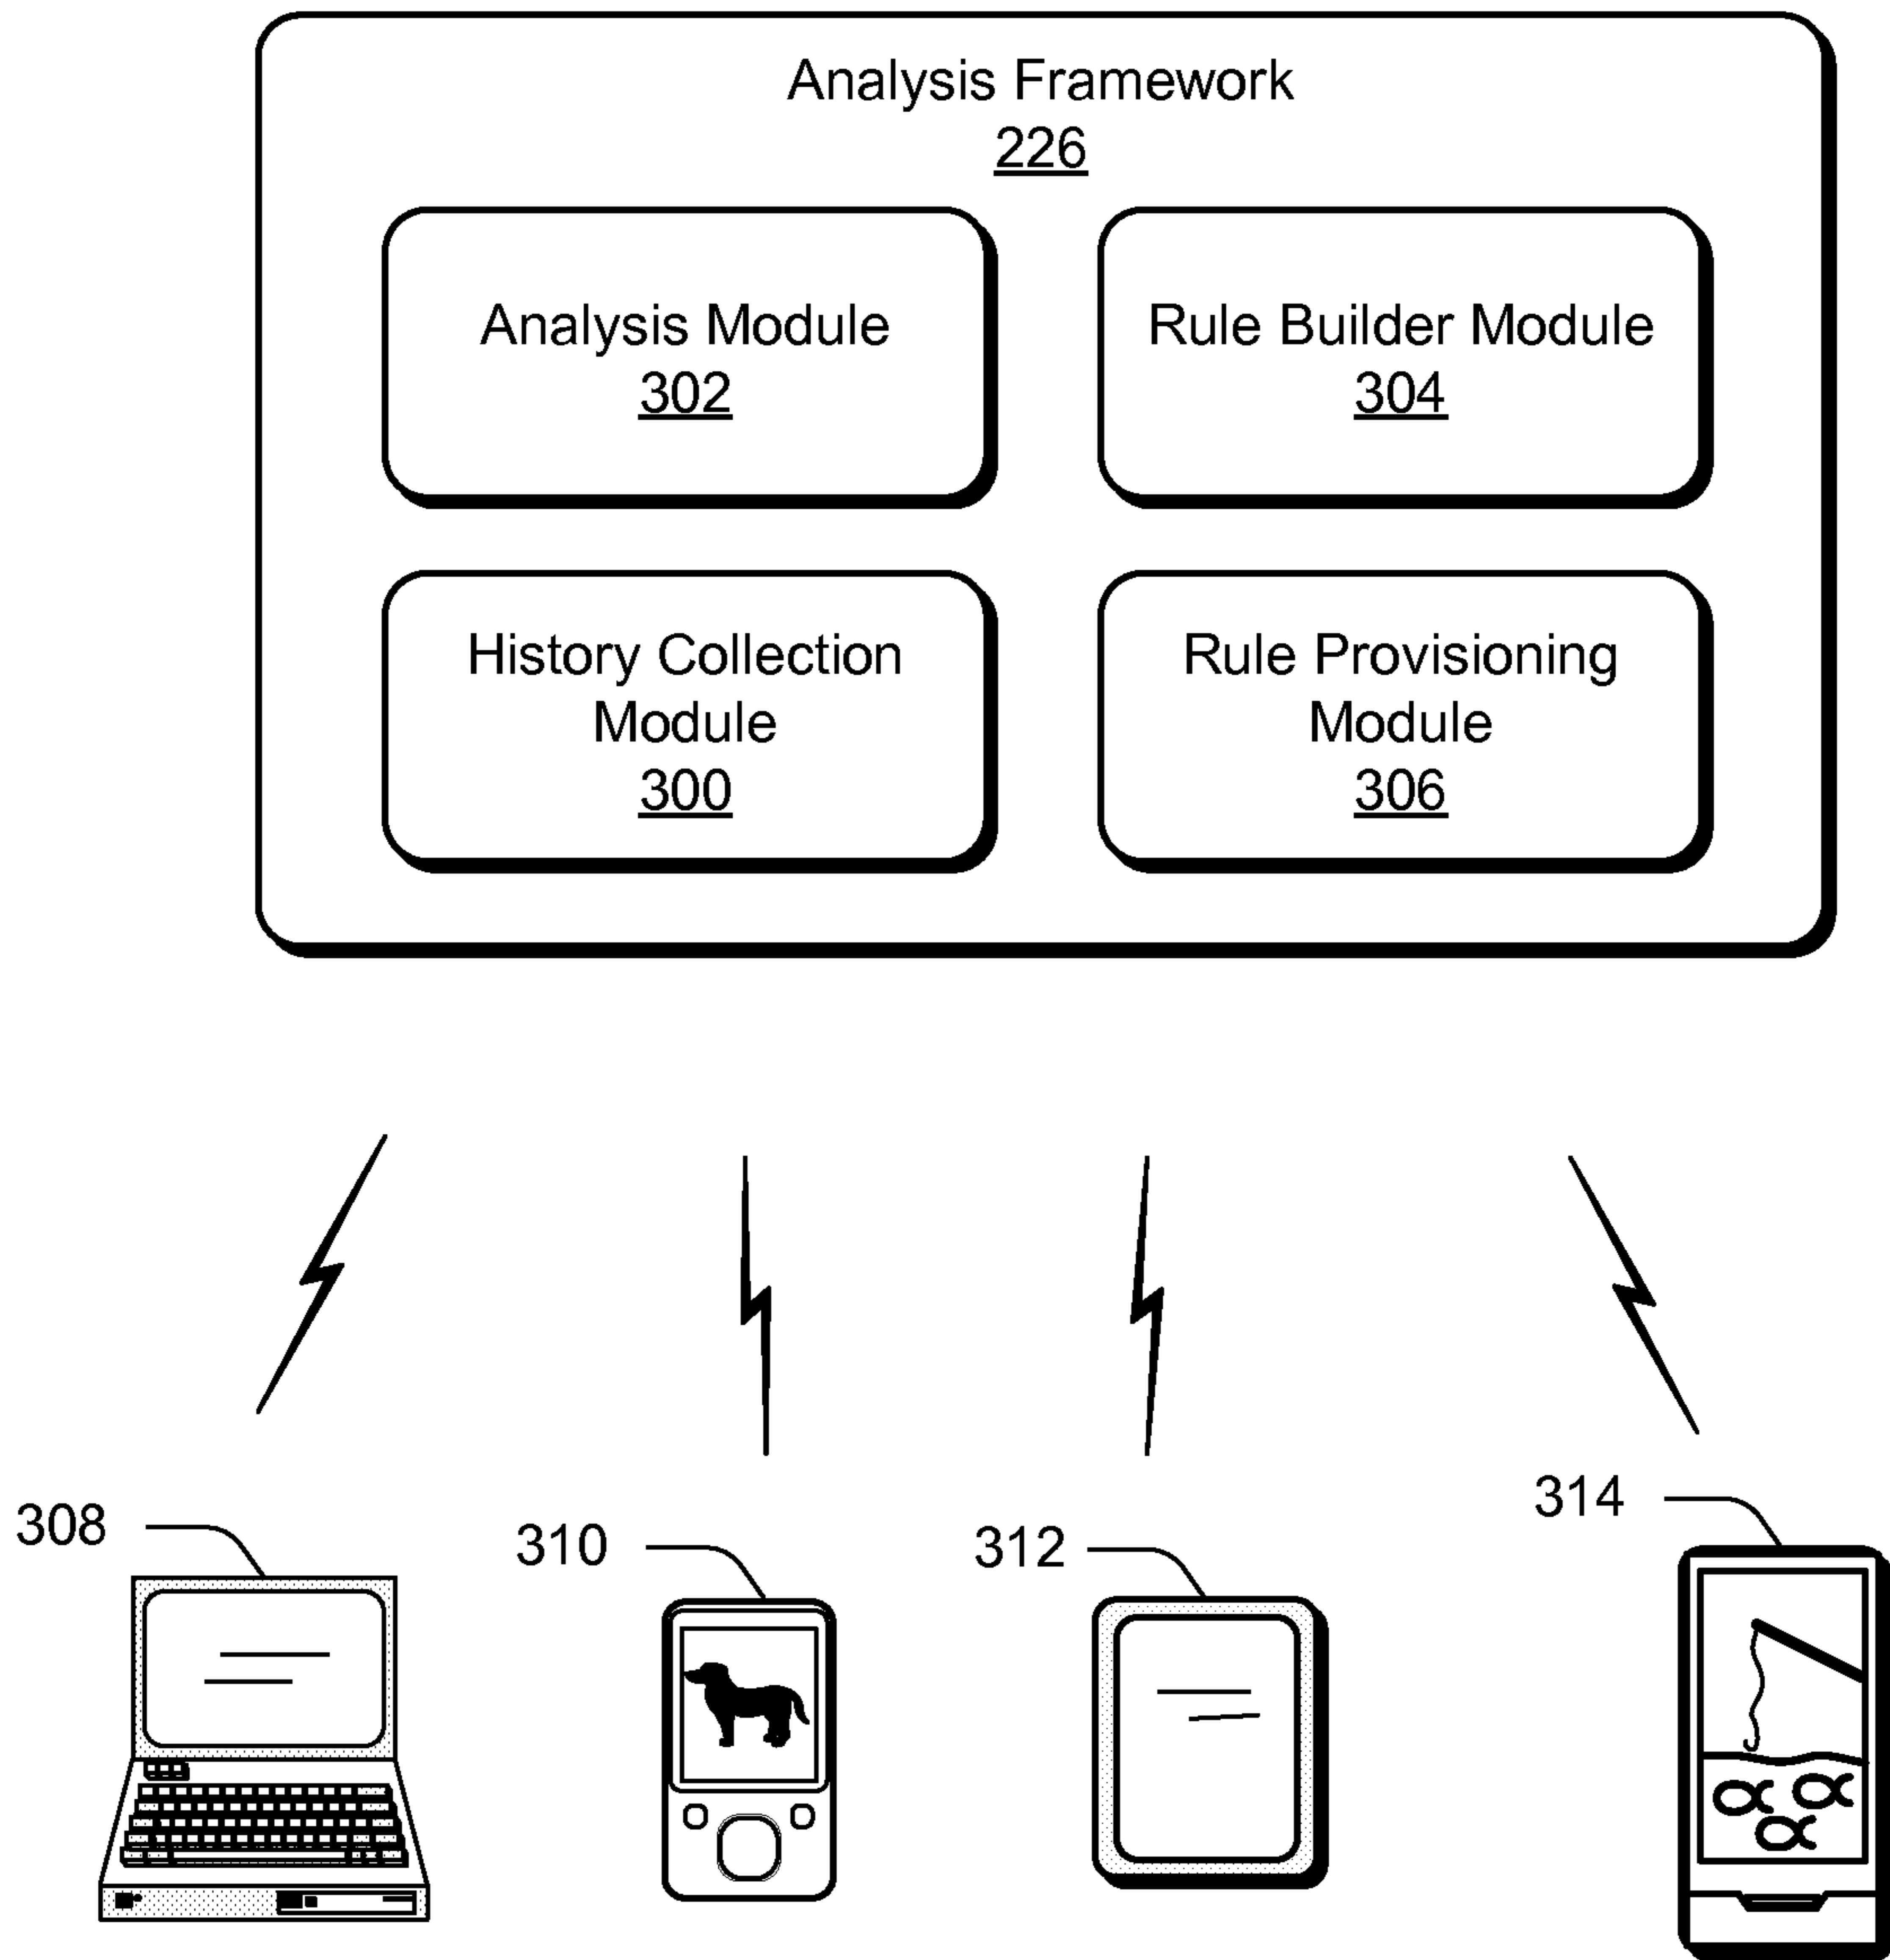 Analysis Framework
226
Analysis Module
302
Rule Builder Module
304
History Collection
Module
300
Rule Provisioning
Module
306
308
310
312
314